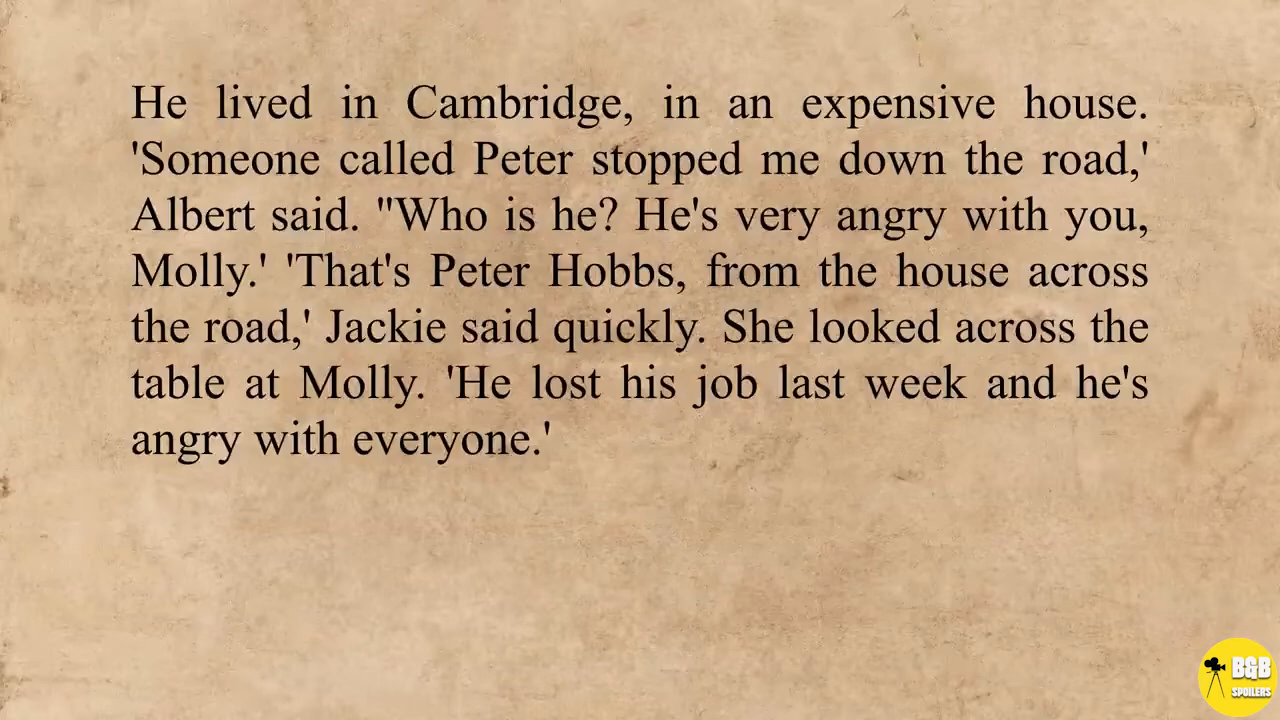 He lived in Cambridge, in an expensive house.
'Someone called Peter stopped me down the road,'
Albert said. "Who is he? He's very angry with you,
Molly.' 'That's Peter Hobbs, from the house across
the road,' Jackie said quickly. She looked across the
table at Molly. 'He lost his job last week and he's
angry with everyone.'
B&B
SPOILERS